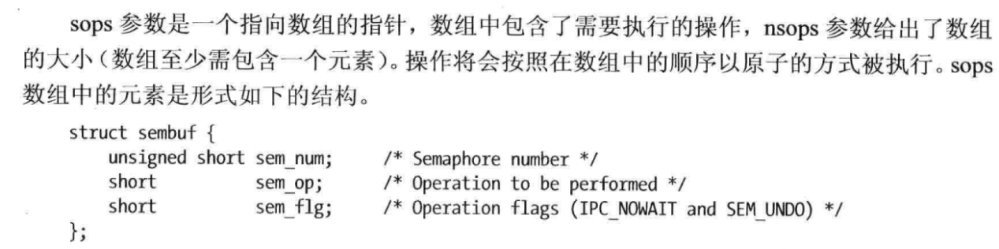 sops 参数是一个指向数组的指针，数组中包含了需要执行的操作，nsops 参数给出了数组
的大小（数组至少需包含一个元素）。操作将会按照在数组中的顺序以原子的方式被执行。sops
数组中的元素是形式如下的结构。
struct sembuf {
    unsigned short sem_num;     /* Semaphore number */
    short          sem_op;      /* Operation to be performed */
    short          sem_flg;     /* Operation flags (IPC_NOWAIT and SEM_UNDO) */
};